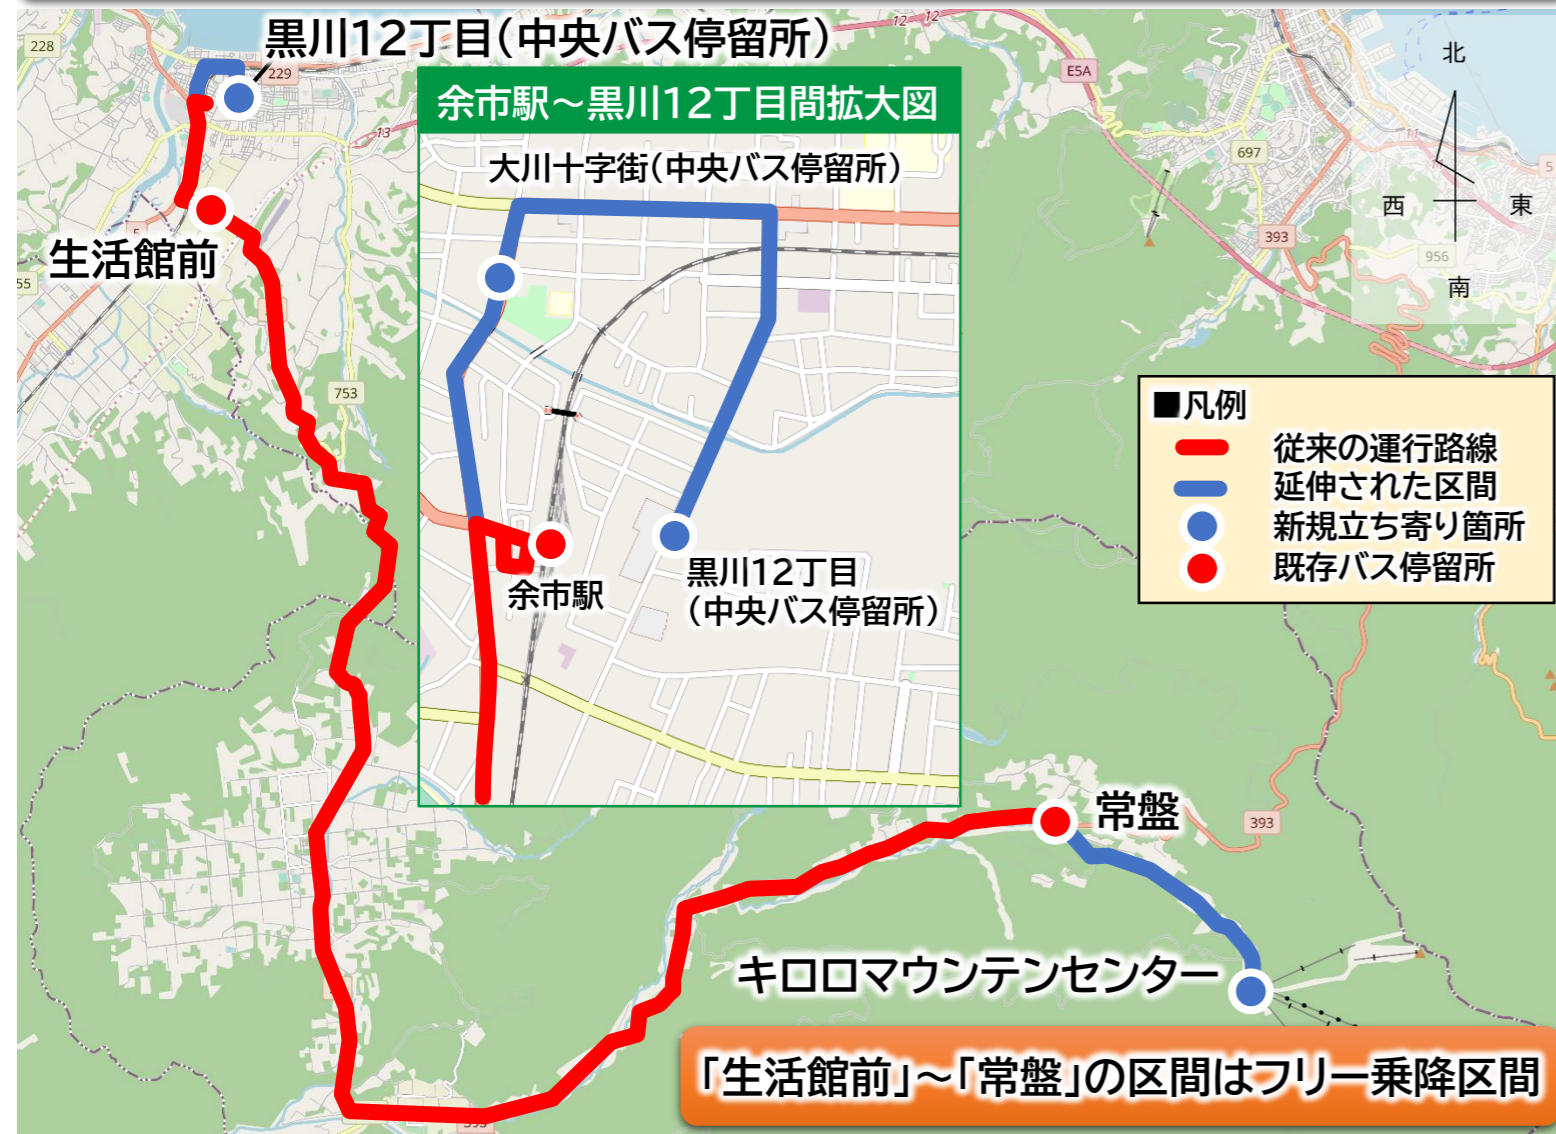 黒川12丁目(中央バス停留所)
228
229
12
12
E5A
北
余市駅～黒川12丁目間拡大図
13
11
697
5
大川十字街(中央バス停留所)
西
東
393
956
南
5
生活館前
55
753
■凡例
従来の運行路線
延伸された区間
新規立ち寄り箇所
既存バス停留所
余市駅
黒川12丁目
(中央バス停留所)
常盤
393
キロロマウンテンセンター
「生活館前」～「常盤」の区間はフリー乗降区間
393